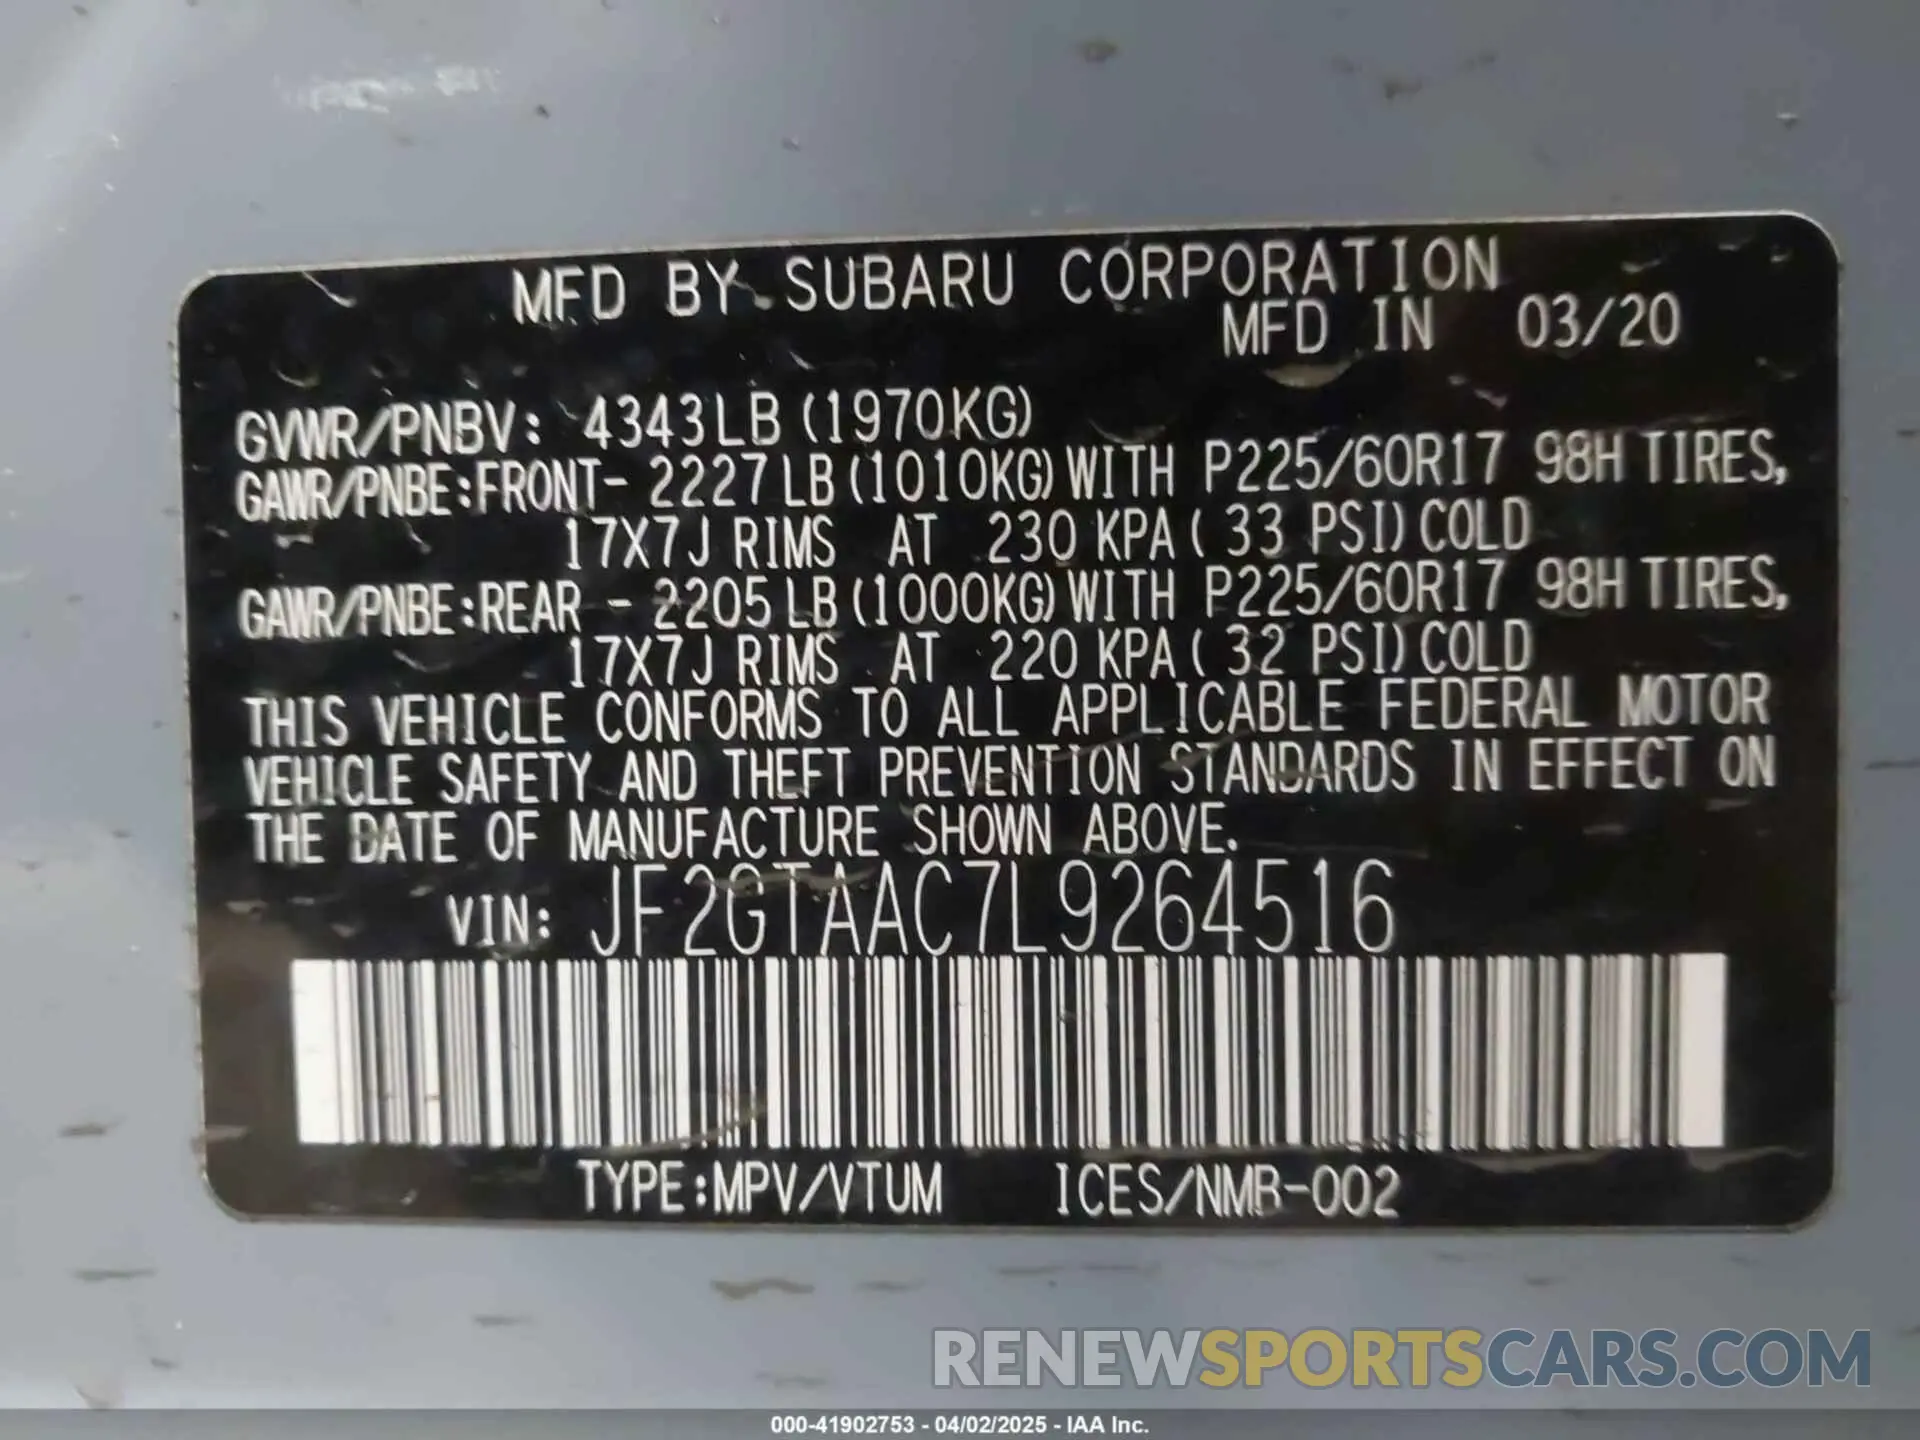 MFD BY SUBARU CORPORATION
MFD IN 03/20
GVWR/PNBV: 4343LB (1970KG)
GAWR/PNBE:FRONT- 2227LB (1010KG) WITH P225/60R17 98H TIRES,
17X7J RIMS AT 230 KPA ( 33 PSI) COLD
GAWR/PNBE:REAR - 2205LB (1000KG) WITH P225/60R17 98H TIRES,
17X7J RIMS AT 220 KPA ( 32 PSI) COLD
THIS VEHICLE CONFORMS TO ALL APPLICABLE FEDERAL MOTOR
VEHICLE SAFETY AND THEFT PREVENTION STANDARDS IN EFFECT ON
THE DATE OF MANUFACTURE SHOWN ABOVE.
VIN: JF2GTAAC7L9264516
TYPE:MPV/VTUM ICES/NMB-002
RENEWSPORTSCARS.COM
000-41902753 - 04/02/2025 - IAA Inc.